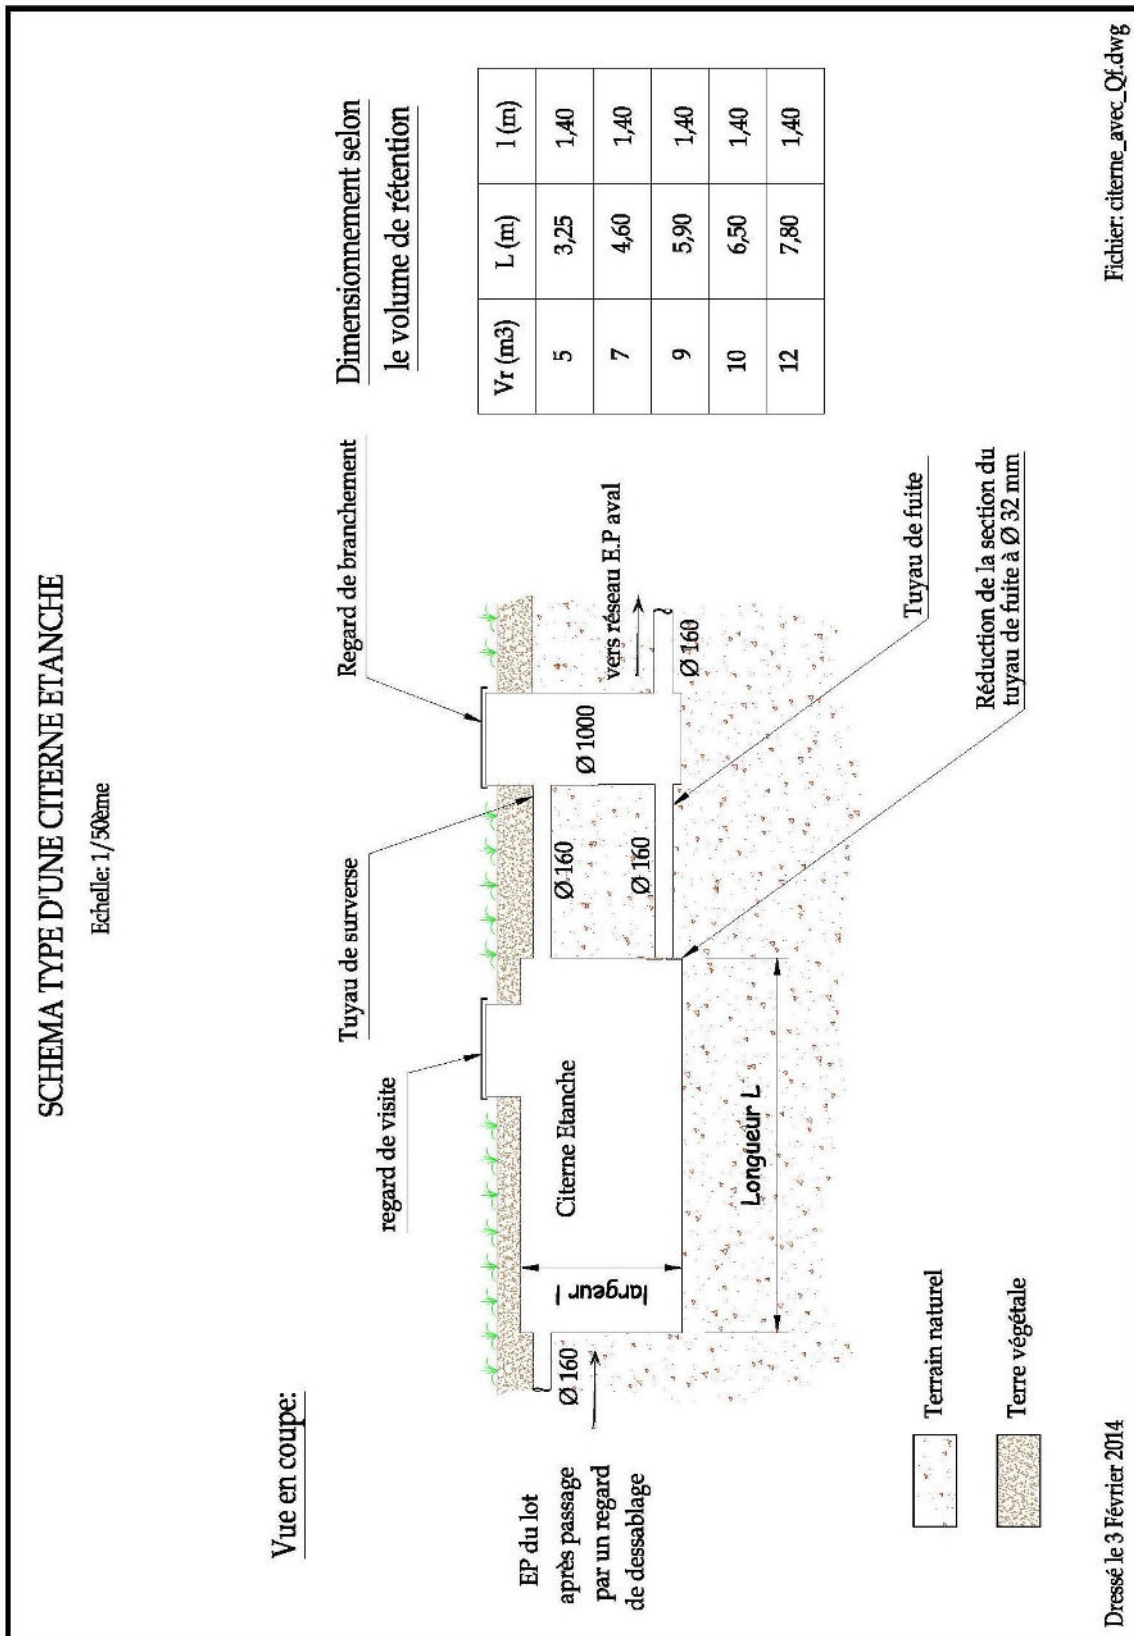 SCHEMA TYPE D'UNE CITERNE ETANCHE
Echelle: 1/50ème
Vue en coupe:
Dimensionnement selon
le volume de rétention
Vr (m3) L (m) l (m)
5 3,25 1,40
7 4,60 1,40
9 5,90 1,40
10 6,50 1,40
12 7,80 1,40
regard de visite
Tuyau de surverse
Regard de branchement
EP du lot
après passage
par un regard
de dessablage
Ø 160
largeur l
Citerne Etanche
Ø 160
Ø 160
Ø 1000
vers réseau E.P aval
Ø 160
Longueur L
Tuyau de fuite
Réduction de la section du
tuyau de fuite à Ø 32 mm
Terrain naturel
Terre végétale
Dressé le 3 Février 2014
Fichier: citerne_avec_Qf.dwg